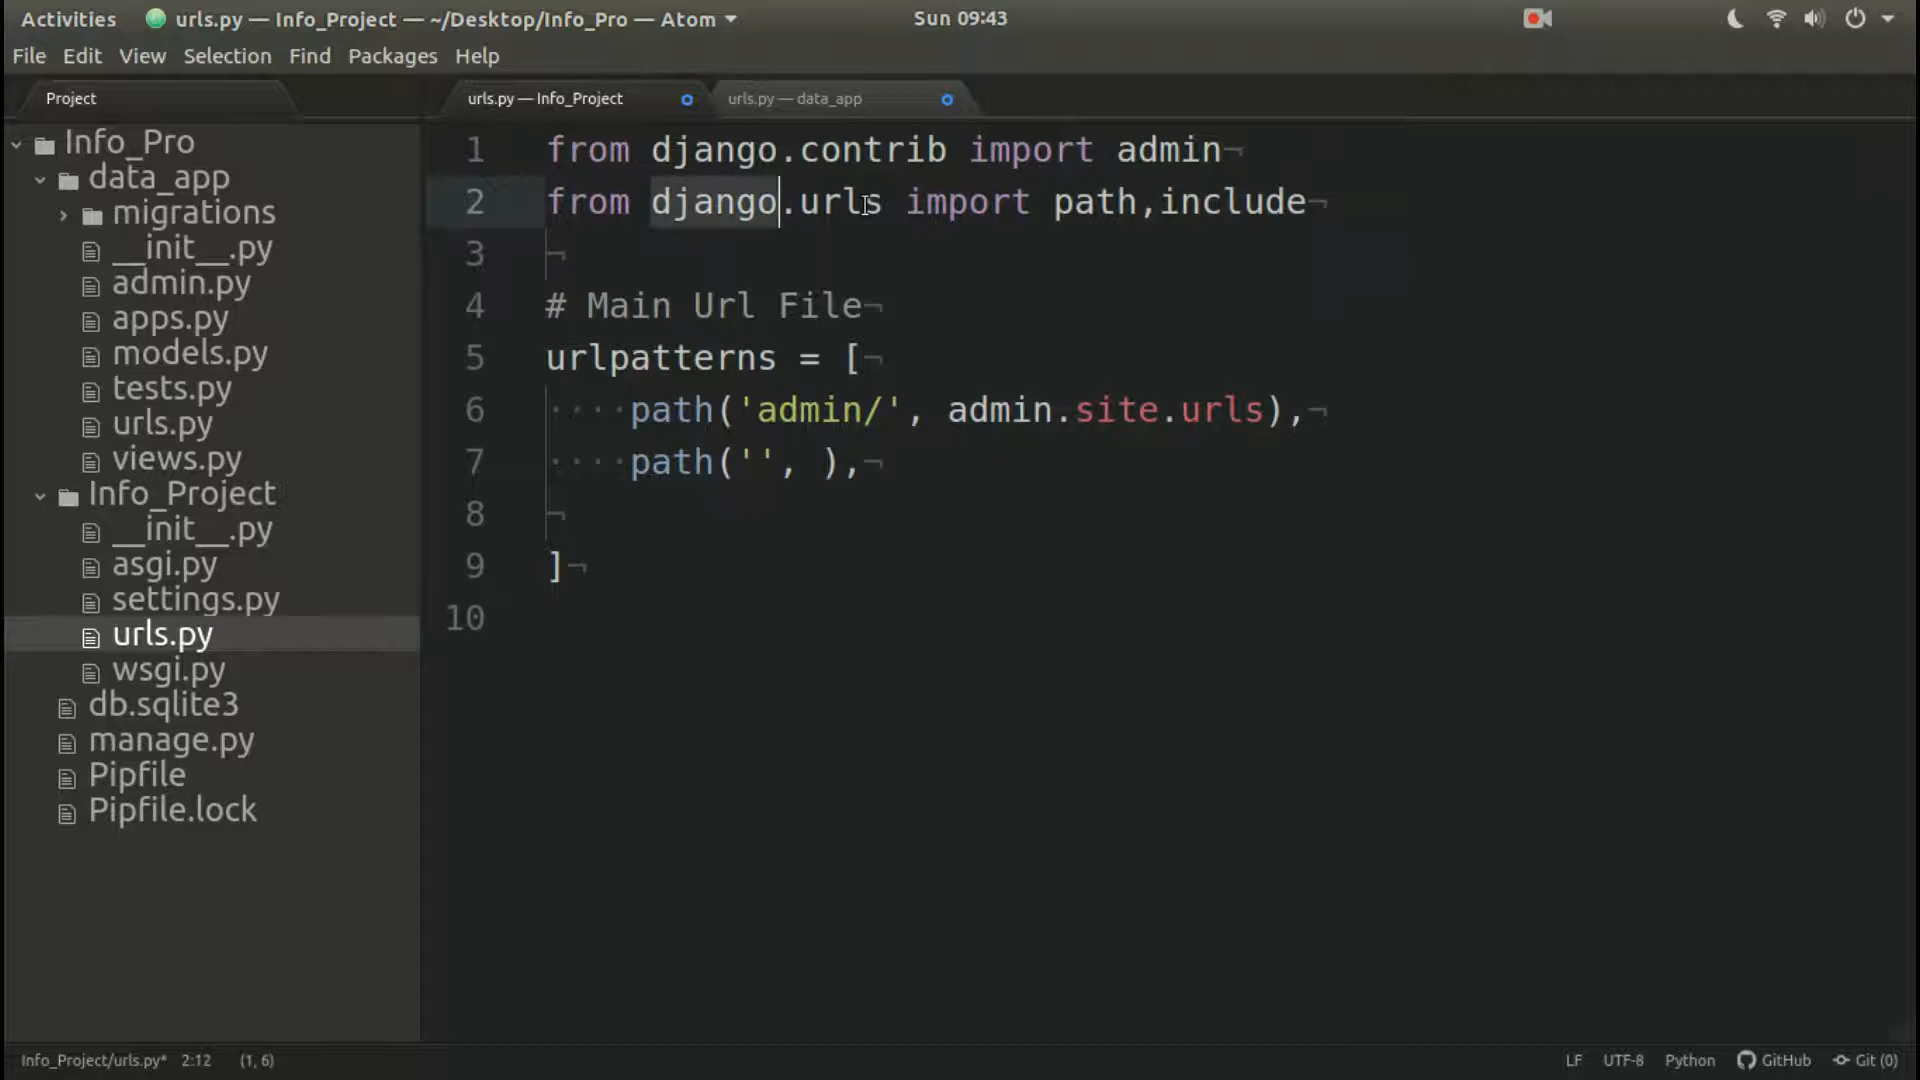 Activities urls.py — Info_Project — ~/Desktop/Info_Pro — Atom Sun 09:43
File Edit View Selection Find Packages Help
Project urls.py — Info_Project urls.py — data_app
Info_Pro
data_app
migrations
__init__.py
admin.py
apps.py
models.py
tests.py
urls.py
views.py
Info_Project
__init__.py
asgi.py
settings.py
urls.py
wsgi.py
db.sqlite3
manage.py
Pipfile
Pipfile.lock
1 from django.contrib import admin¬
2 from django.urls import path,include¬
3 ¬
4 # Main Url File¬
5 urlpatterns = [¬
6 ····path('admin/', admin.site.urls),¬
7 ····path('', ),¬
8 ¬
9 ]¬
10
Info_Project/urls.py* 2:12 (1, 6) LF UTF-8 Python GitHub Git (0)